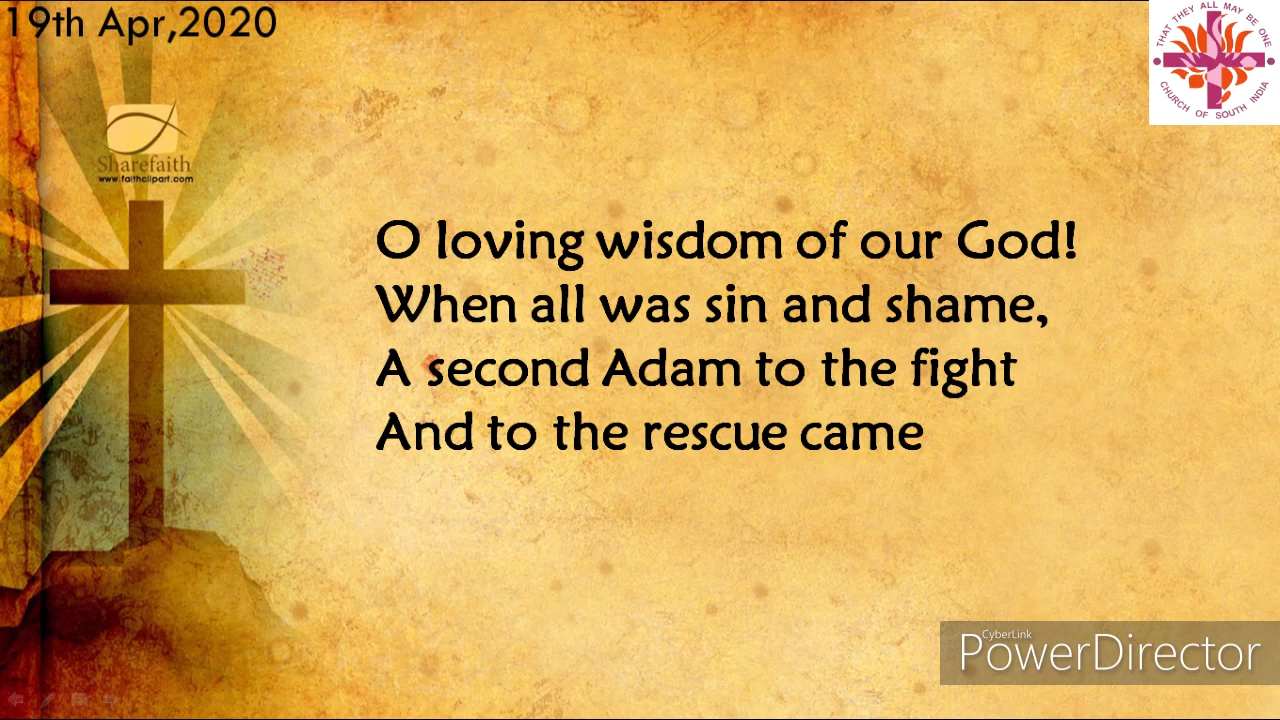 19th Apr,2020
THAT THEY ALL MAY BE ONE
CHURCH OF SOUTH INDIA
Sharefaith
www.faithclipart.com
O loving wisdom of our God!
When all was sin and shame,
A second Adam to the fight
And to the rescue came
CyberLink
PowerDirector